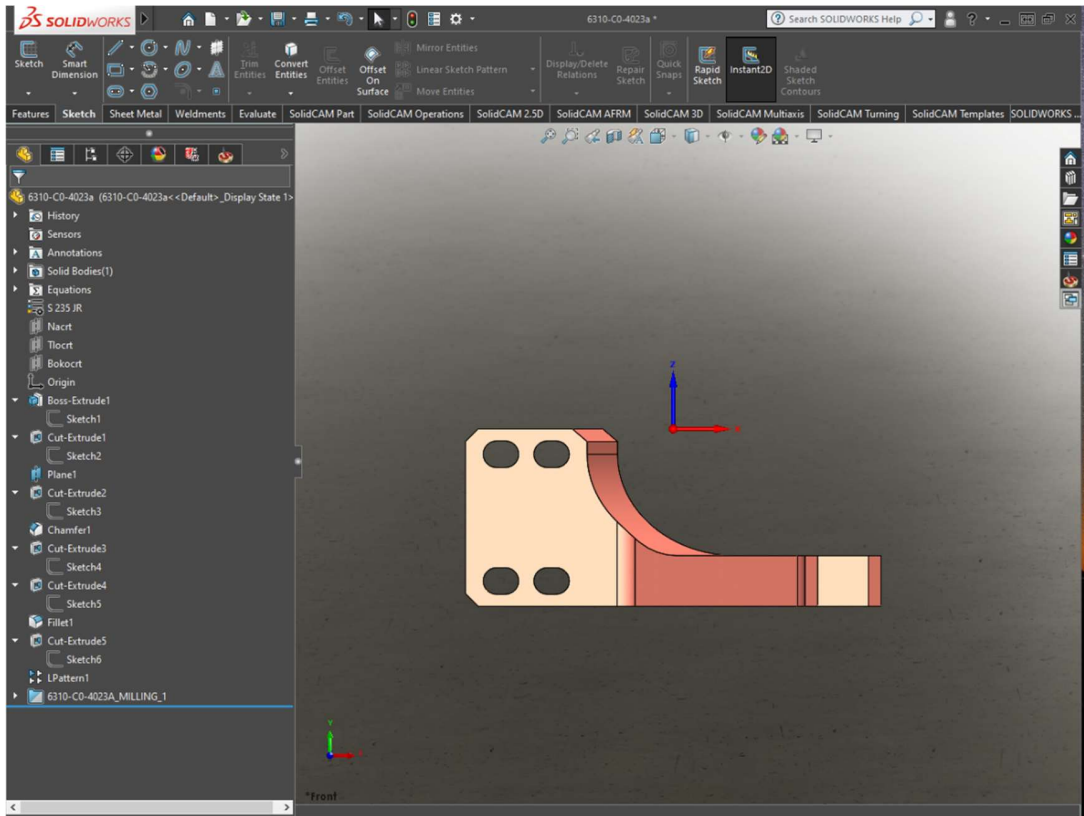 SOLIDWORKS
6310-C0-4023a *
Search SOLIDWORKS Help
Sketch
Smart Dimension
Trim Entities
Convert Entities
Offset Entities
Offset On Surface
Mirror Entities
Linear Sketch Pattern
Move Entities
Display/Delete Relations
Repair Sketch
Quick Snaps
Rapid Sketch
Instant2D
Shaded Sketch Contours
Features Sketch Sheet Metal Weldments Evaluate SolidCAM Part SolidCAM Operations SolidCAM 2.5D SolidCAM AFRM SolidCAM 3D SolidCAM Multiaxis SolidCAM Turning SolidCAM Templates SOLIDWORKS ...
6310-C0-4023a (6310-C0-4023a<<Default>_Display State 1>
History
Sensors
Annotations
Solid Bodies(1)
Equations
S 235 JR
Nacrt
Tlocrt
Bokocrt
Origin
Boss-Extrude1
Sketch1
Cut-Extrude1
Sketch2
Plane1
Cut-Extrude2
Sketch3
Chamfer1
Cut-Extrude3
Sketch4
Cut-Extrude4
Sketch5
Fillet1
Cut-Extrude5
Sketch6
LPattern1
6310-C0-4023A_MILLING_1
Z
X
Y
*Front